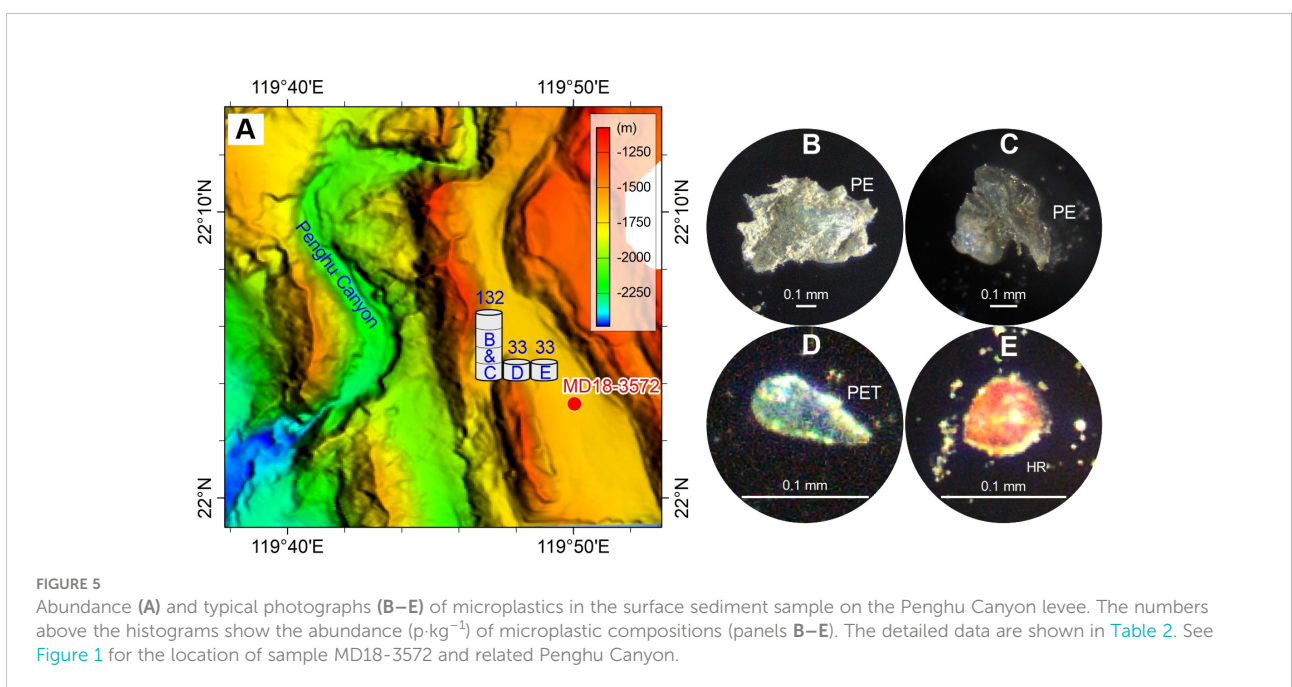 119°40'E
119°50'E
A
(m)
-1250
-1500
-1750
-2000
-2250
22°10'N
22°10'N
Penghu Canyon
132
B
&
C
33
D
33
E
MD18-3572
22°N
22°N
119°40'E
119°50'E
B
PE
0.1 mm
C
PE
0.1 mm
D
PET
0.1 mm
E
HR
0.1 mm
FIGURE 5
Abundance (A) and typical photographs (B–E) of microplastics in the surface sediment sample on the Penghu Canyon levee. The numbers
above the histograms show the abundance (p·kg⁻¹) of microplastic compositions (panels B–E). The detailed data are shown in Table 2. See
Figure 1 for the location of sample MD18-3572 and related Penghu Canyon.